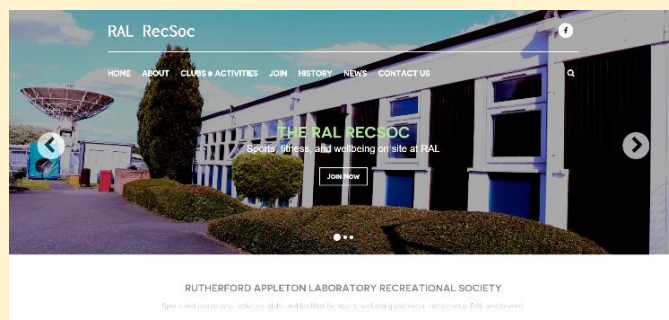 RAL RecSoc
HOME ABOUT CLUBS & ACTIVITIES JOIN HISTORY NEWS CONTACT US
THE RAL RECSOC
Sports, fitness, and wellbeing on site at RAL
JOIN NOW
RUTHERFORD APPLETON LABORATORY RECREATIONAL SOCIETY